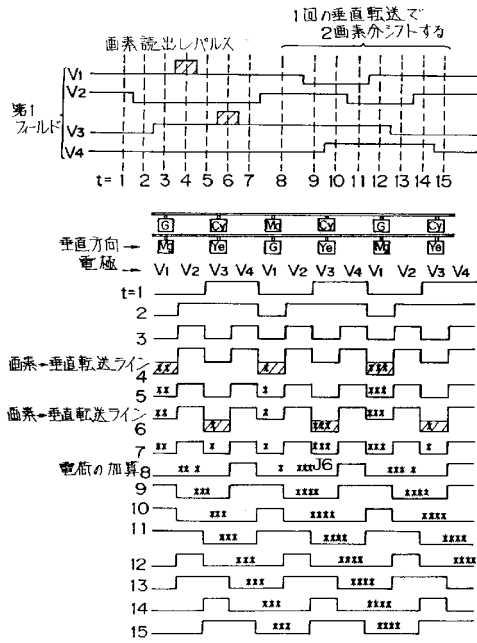 1回の垂直転送で
2画素分シフトする
画素読出しパルス
V1
V2
第1
フィールド
V3
V4
t= 1 2 3 4 5 6 7 8 9 10 11 12 13 14 15
G Cy Mg Cy G Cy
垂直方向 → Mg Ye G Ye Mg Ye
電極
V1 V2 V3 V4 V1 V2 V3 V4 V1 V2 V3 V4
t=1
2
3
画素→垂直転送ライン
4
5
画素→垂直転送ライン
6
7
電荷の加算
8 J6
9
10
11
12
13
14
15